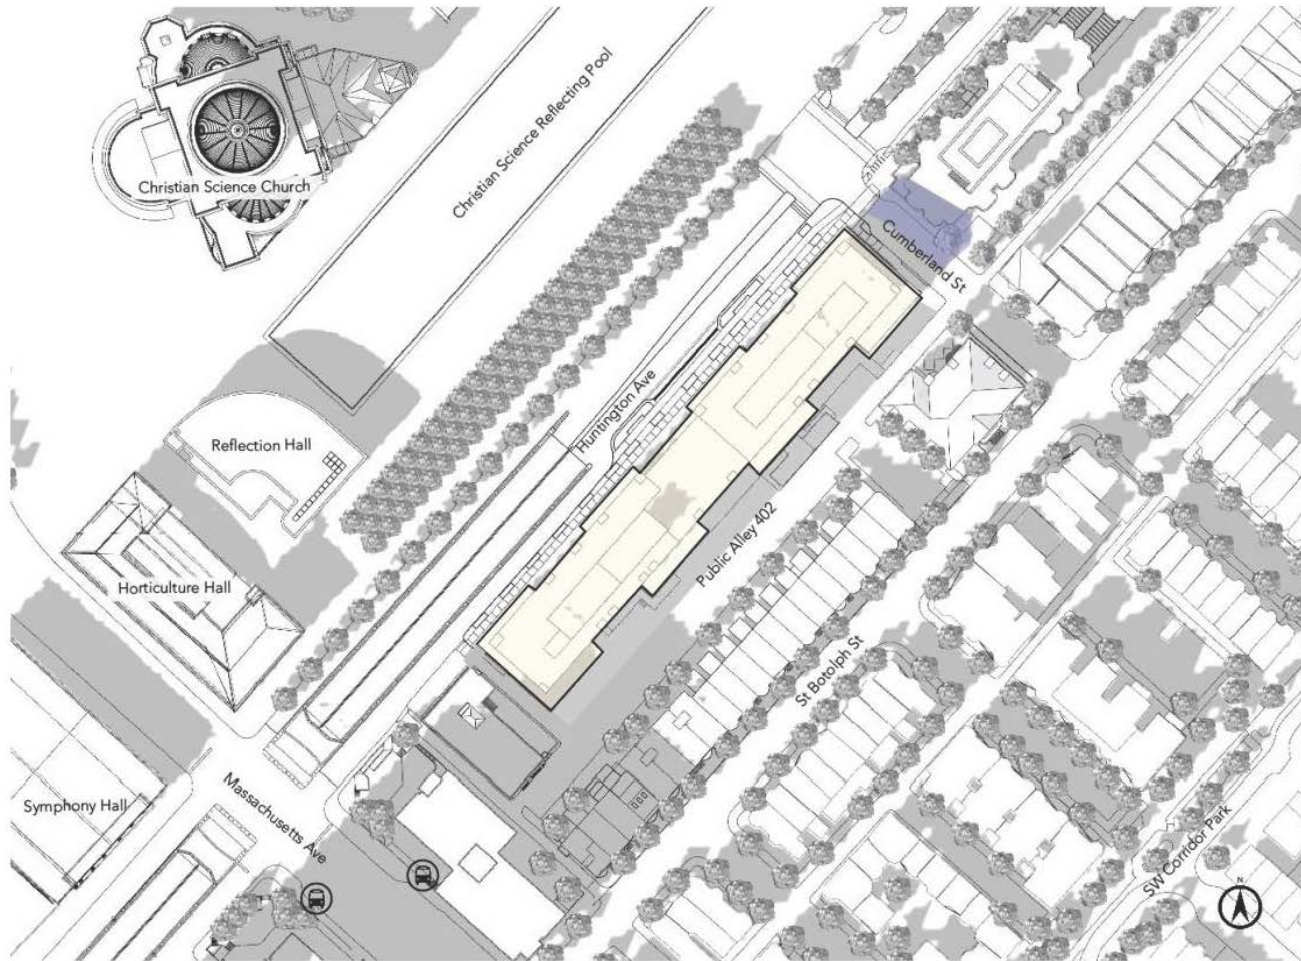 Christian Science Reflecting Pool
Christian Science Church
Cumberland St
Huntington Ave
Reflection Hall
Public Alley 402
Horticulture Hall
St Botolph St
Symphony Hall
Massachusetts Ave
SW Corridor Park
N